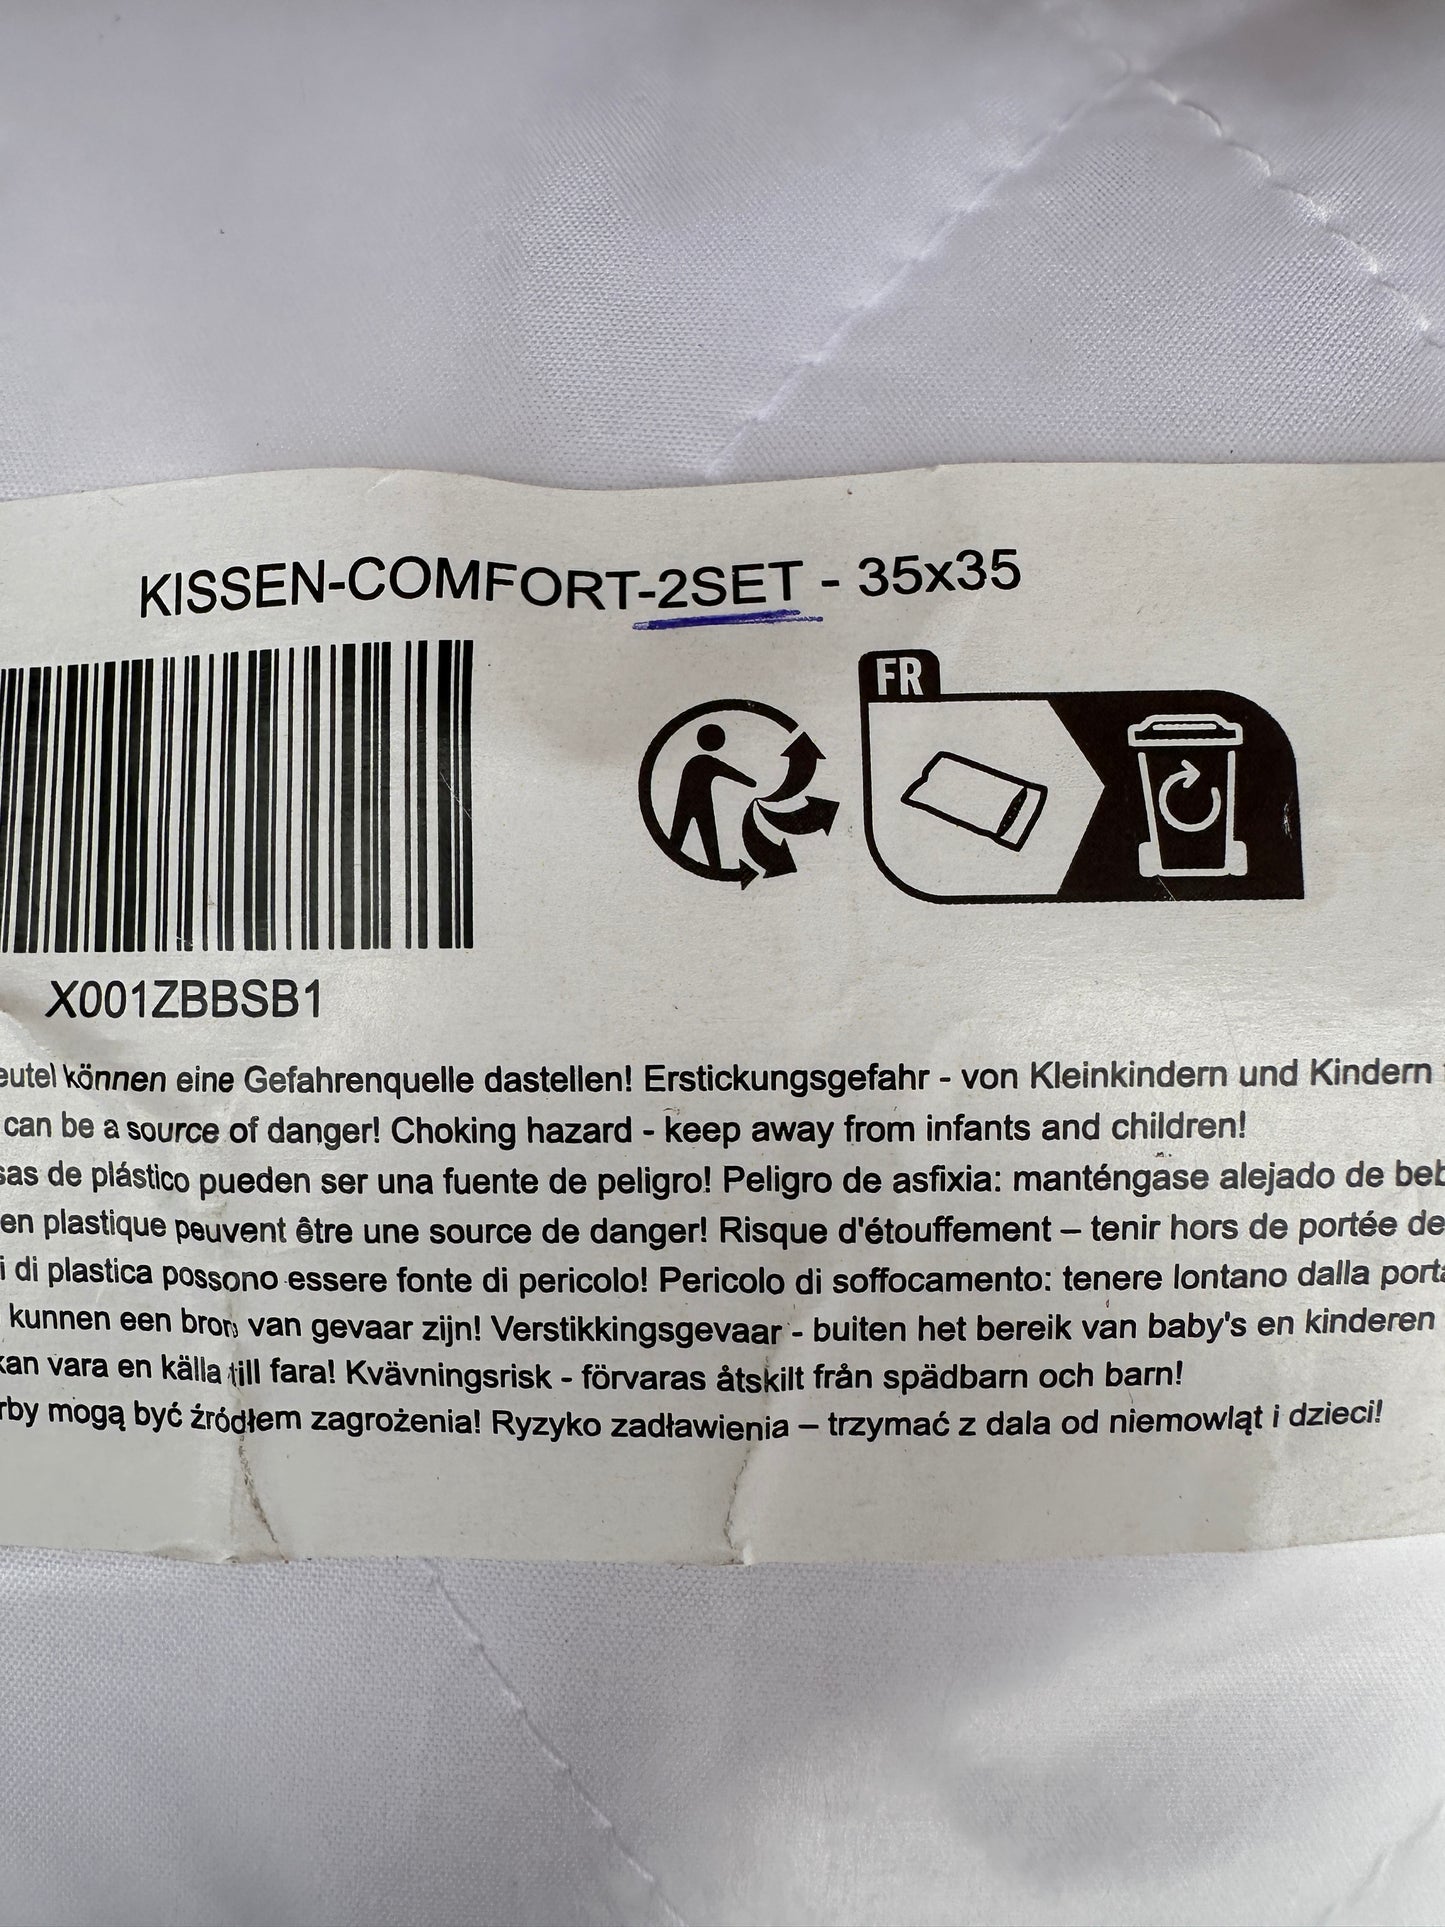 KISSEN-COMFORT-2SET - 35x35
FR
X001ZBBSB1
können eine Gefahrenquelle dastellen! Erstickungsgefahr - von Kleinkindern und Kindern
can be a source of danger! Choking hazard - keep away from infants and children!
de plástico pueden ser una fuente de peligro! Peligro de asfixia: manténgase alejado de
en plastique peuvent être une source de danger! Risque d'étouffement – tenir hors de portée de
di plastica possono essere fonte di pericolo! Pericolo di soffocamento: tenere lontano dalla
kunnen een bron van gevaar zijn! Verstikkingsgevaar - buiten het bereik van baby's en kinderen
kan vara en källa till fara! Kvävningsrisk - förvaras åtskilt från spädbarn och barn!
mogą być źródłem zagrożenia! Ryzyko zadławienia – trzymać z dala od niemowląt i dzieci!